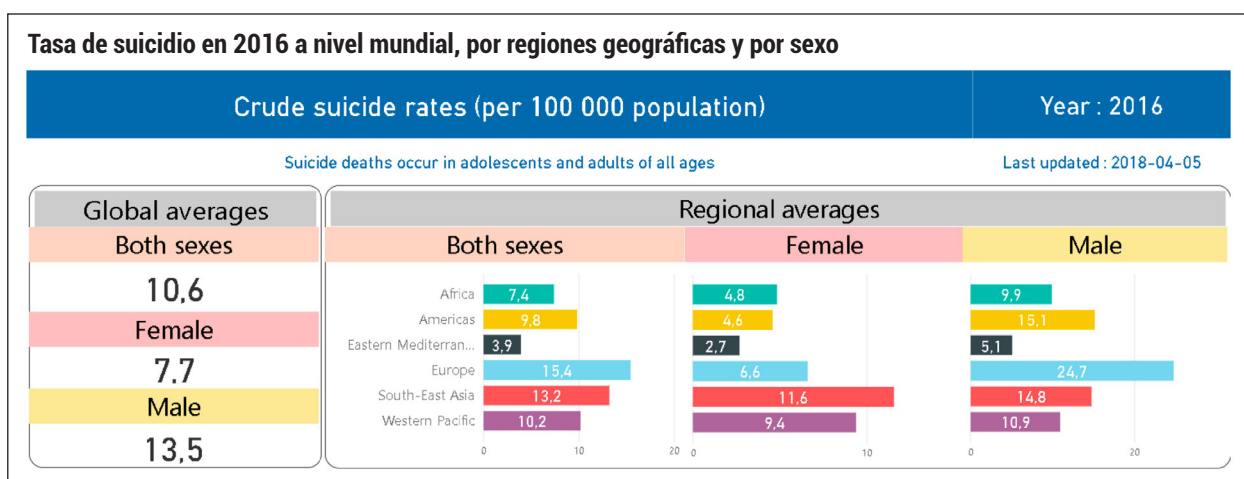 Tasa de suicidio en 2016 a nivel mundial, por regiones geográficas y por sexo
Crude suicide rates (per 100 000 population)
Year : 2016
Suicide deaths occur in adolescents and adults of all ages
Last updated : 2018-04-05
Global averages
Both sexes
10,6
Female
7,7
Male
13,5
Regional averages
Both sexes
Female
Male
Africa 7,4 4,8 9,9
Americas 9,8 4,6 15,1
Eastern Mediterran... 3,9 2,7 5,1
Europe 15,4 6,6 24,7
South-East Asia 13,2 11,6 14,8
Western Pacific 10,2 9,4 10,9
0 10 20 0 10 0 20